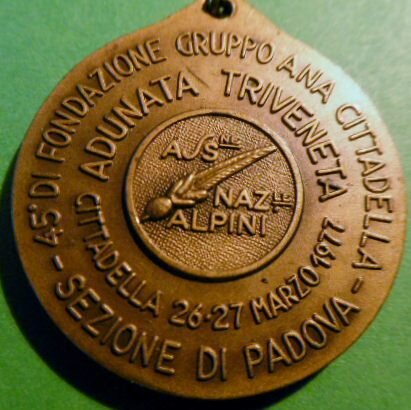 - 45° DI FONDAZIONE GRUPPO ANA CITTADELLA -
SEZIONE DI PADOVA
ADUNATA TRIVENETA
CITTADELLA 26-27 MARZO 1977
ASS.NE
NAZ.LE
ALPINI